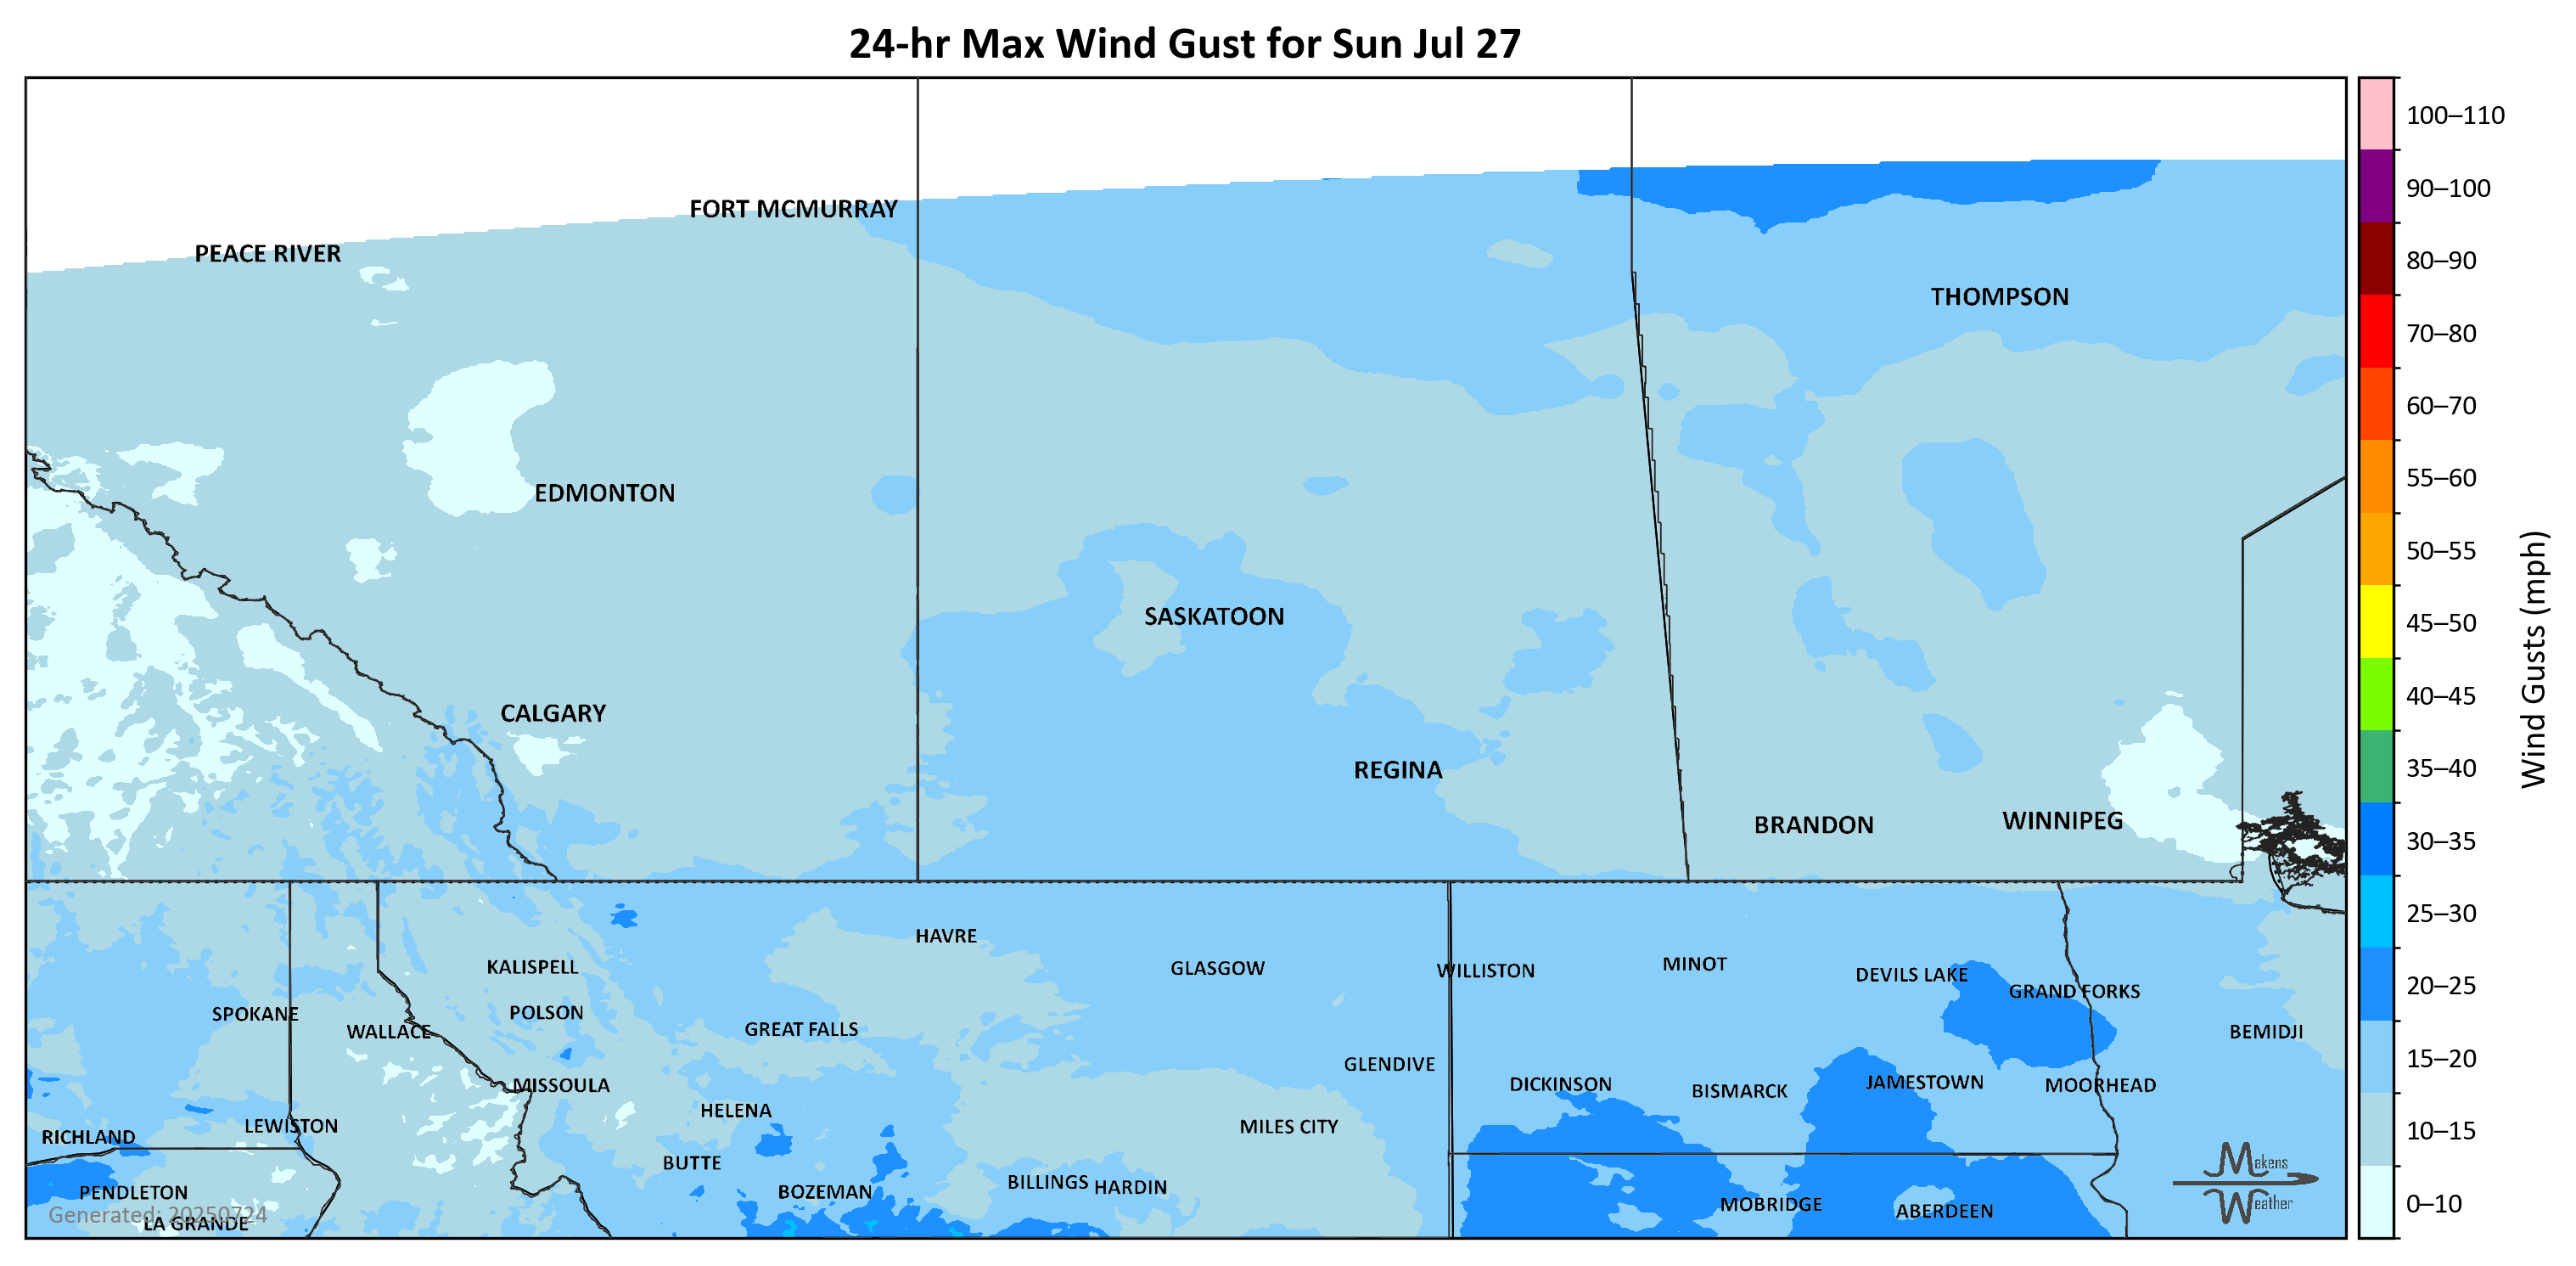 24-hr Max Wind Gust for Sun Jul 27
100–110
FORT MCMURRAY
90–100
PEACE RIVER
80–90
THOMPSON
70–80
60–70
EDMONTON
55–60
50–55
SASKATOON
45–50
Wind Gusts (mph)
CALGARY
40–45
REGINA
35–40
BRANDON
WINNIPEG
30–35
HAVRE
25–30
KALISPELL
GLASGOW
WILLISTON
MINOT
DEVILS LAKE
20–25
GRAND FORKS
SPOKANE
POLSON
WALLACE
GREAT FALLS
BEMIDJI
15–20
GLENDIVE
MISSOULA
DICKINSON
BISMARCK
JAMESTOWN
MOORHEAD
HELENA
LEWISTON
MILES CITY
10–15
RICHLAND
BUTTE
Makens
PENDLETON
BOZEMAN
BILLINGS
HARDIN
MOBRIDGE
ABERDEEN
Weather
0–10
Generated: 20250724
LA GRANDE